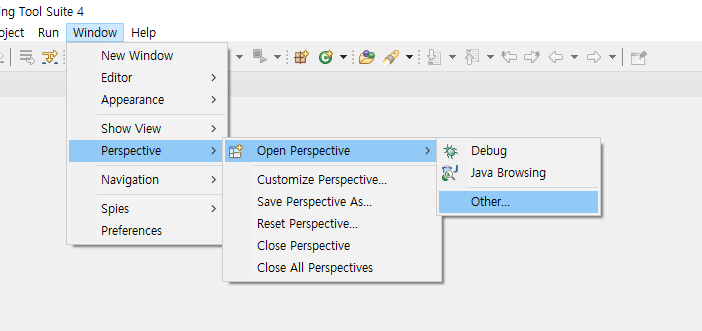 ing Tool Suite 4
oject Run Window Help
New Window
Editor
Appearance
Show View
Perspective
Navigation
Spies
Preferences
Open Perspective
Customize Perspective...
Save Perspective As...
Reset Perspective...
Close Perspective
Close All Perspectives
Debug
Java Browsing
Other...